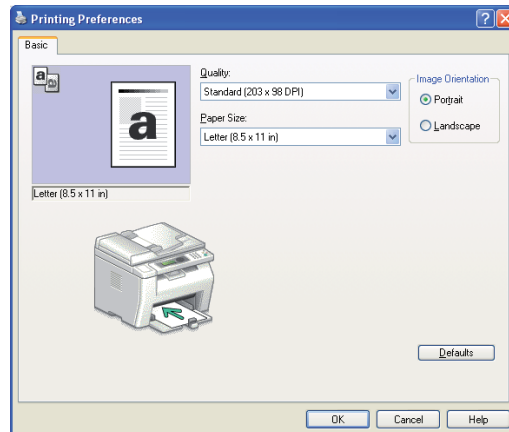 Printing Preferences
Basic
a
a
a
Letter (8.5 x 11 in)
Quality:
Standard (203 x 98 DPI)
Paper Size:
Letter (8.5 x 11 in)
Image Orientation
Portrait
Landscape
Defaults
OK
Cancel
Help